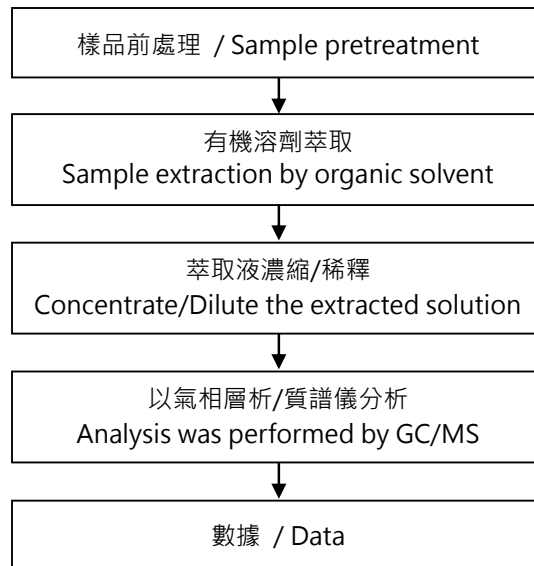 樣品前處理 / Sample pretreatment
有機溶劑萃取
Sample extraction by organic solvent
萃取液濃縮/稀釋
Concentrate/Dilute the extracted solution
以氣相層析/質譜儀分析
Analysis was performed by GC/MS
數據 / Data